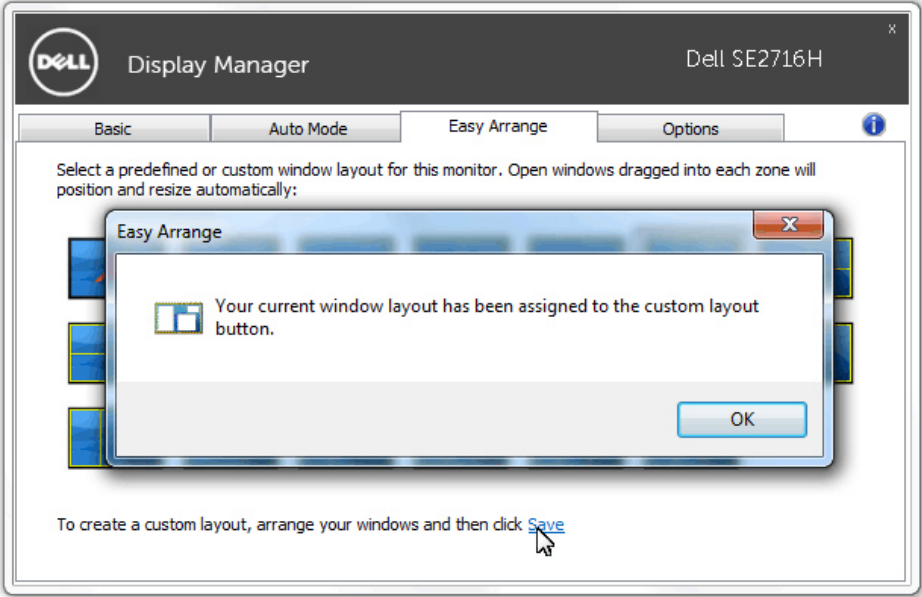 DELL
Display Manager
Dell SE2716H
x
Basic
Auto Mode
Easy Arrange
Options
i
Select a predefined or custom window layout for this monitor. Open windows dragged into each zone will
position and resize automatically:
Easy Arrange
x
Your current window layout has been assigned to the custom layout
button.
OK
To create a custom layout, arrange your windows and then click Save